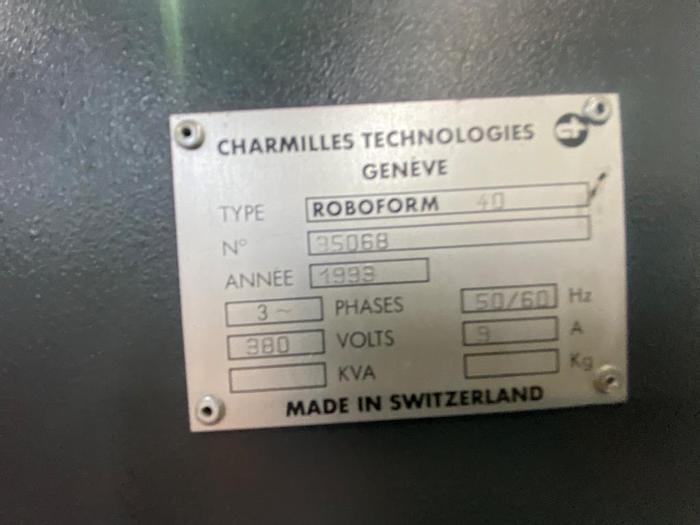 CHARMILLES TECHNOLOGIES
GENÈVE
TYPE ROBOFORM 40
N° 35068
ANNÉE 1993
3 ~ PHASES 50/60 Hz
380 VOLTS 9 A
KVA Kg
MADE IN SWITZERLAND